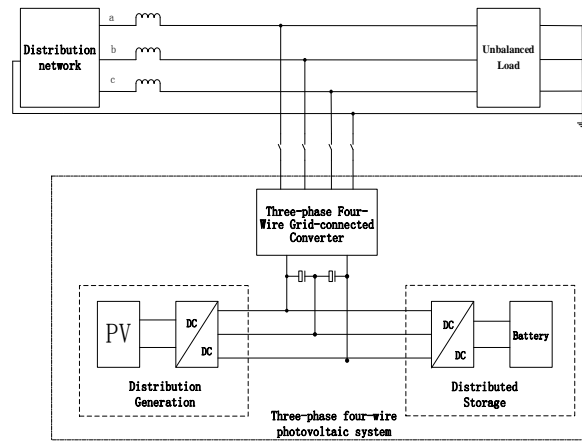 a
Distribution
network
b
c
Unbalanced
Load
Three-phase Four-
Wire Grid-connected
Converter
PV
DC
DC
DC
DC
Battery
Distribution
Generation
Distributed
Storage
Three-phase four-wire
photovoltaic system